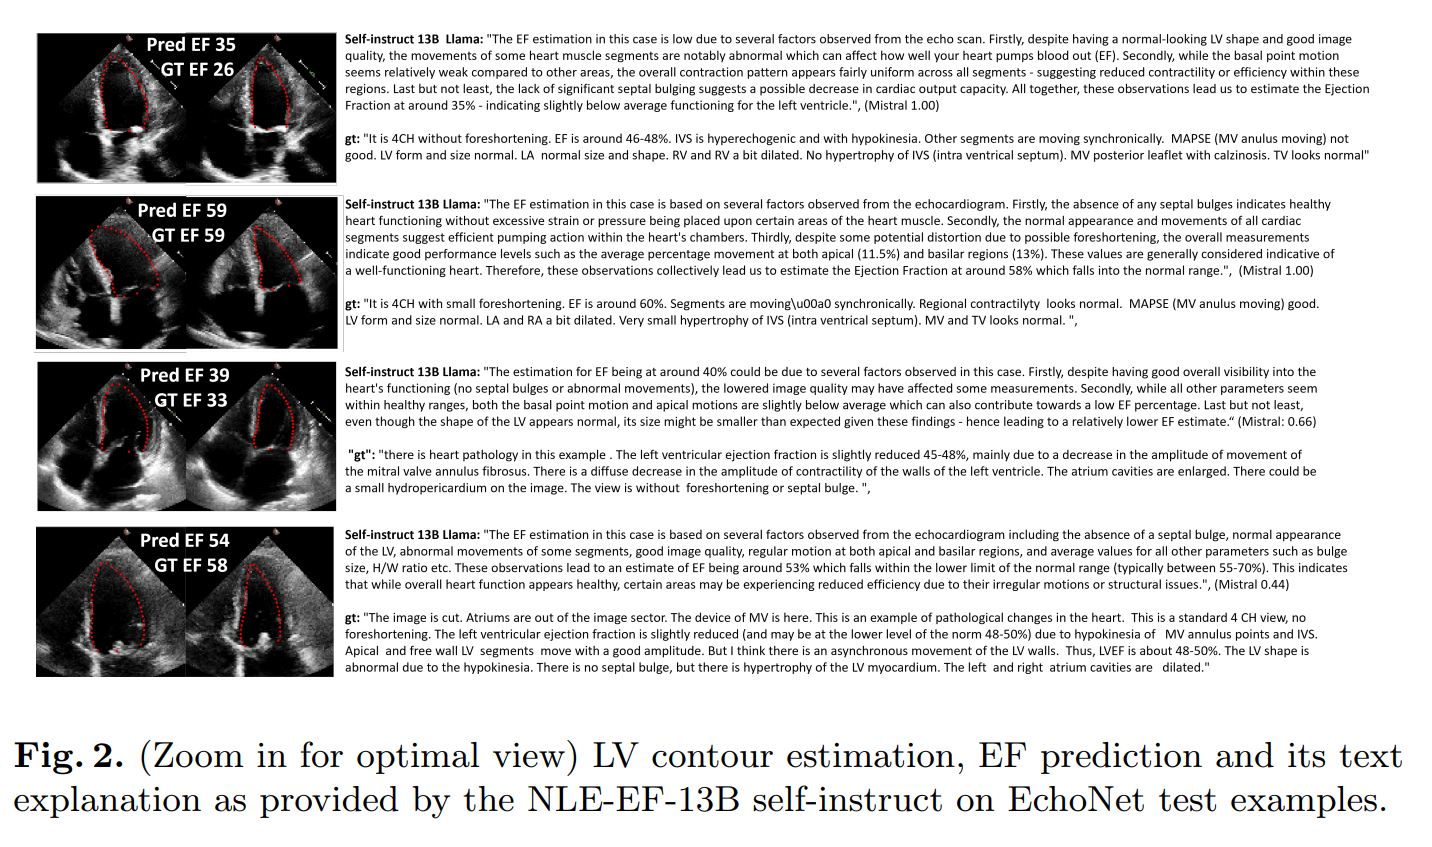 Pred EF 35
GT EF 26
Self-instruct 13B  Llama: "The EF estimation in this case is low due to several factors observed from the echo scan. Firstly, despite having a normal-looking LV shape and good image
quality, the movements of some heart muscle segments are notably abnormal which can affect how well your heart pumps blood out (EF). Secondly, while the basal point motion
seems relatively weak compared to other areas, the overall contraction pattern appears fairly uniform across all segments - suggesting reduced contractility or efficiency within these
regions. Last but not least, the lack of significant septal bulging suggests a possible decrease in cardiac output capacity. All together, these observations lead us to estimate the Ejection
Fraction at around 35% - indicating slightly below average functioning for the left ventricle.", (Mistral 1.00)
gt: "It is 4CH without foreshortening. EF is around 46-48%. IVS is hyperechogenic and with hypokinesia. Other segments are moving synchronically.  MAPSE (MV anulus moving) not
good. LV form and size normal. LA  normal size and shape. RV and RV a bit dilated. No hypertrophy of IVS (intra ventrical septum). MV posterior leaflet with calzinosis. TV looks normal"
Pred EF 59
GT EF 59
Self-instruct 13B Llama: "The EF estimation in this case is based on several factors observed from the echocardiogram. Firstly, the absence of any septal bulges indicates healthy
heart functioning without excessive strain or pressure being placed upon certain areas of the heart muscle. Secondly, the normal appearance and movements of all cardiac
segments suggest efficient pumping action within the heart's chambers. Thirdly, despite some potential distortion due to possible foreshortening, the overall measurements
indicate good performance levels such as the average percentage movement at both apical (11.5%) and basilar regions (13%). These values are generally considered indicative of
a well-functioning heart. Therefore, these observations collectively lead us to estimate the Ejection Fraction at around 58% which falls into the normal range.",  (Mistral 1.00)
gt: "It is 4CH with small foreshortening. EF is around 60%. Segments are moving\u00a0 synchronically. Regional contractilyty  looks normal.  MAPSE (MV anulus moving) good.
LV form and size normal. LA and RA a bit dilated. Very small hypertrophy of IVS (intra ventrical septum). MV and TV looks normal. ",
Pred EF 39
GT EF 33
Self-instruct 13B Llama: "The estimation for EF being at around 40% could be due to several factors observed in this case. Firstly, despite having good overall visibility into the
heart's functioning (no septal bulges or abnormal movements), the lowered image quality may have affected some measurements. Secondly, while all other parameters seem
within healthy ranges, both the basal point motion and apical motions are slightly below average which can also contribute towards a low EF percentage. Last but not least,
even though the shape of the LV appears normal, its size might be smaller than expected given these findings - hence leading to a relatively lower EF estimate.“ (Mistral: 0.66)
"gt": "there is heart pathology in this example . The left ventricular ejection fraction is slightly reduced 45-48%, mainly due to a decrease in the amplitude of movement of
the mitral valve annulus fibrosus. There is a diffuse decrease in the amplitude of contractility of the walls of the left ventricle. The atrium cavities are enlarged. There could be
a small hydropericardium on the image. The view is without  foreshortening or septal bulge. ",
Pred EF 54
GT EF 58
Self-instruct 13B Llama: "The EF estimation in this case is based on several factors observed from the echocardiogram including the absence of a septal bulge, normal appearance
of the LV, abnormal movements of some segments, good image quality, regular motion at both apical and basilar regions, and average values for all other parameters such as bulge
size, H/W ratio etc. These observations lead to an estimate of EF being around 53% which falls within the lower limit of the normal range (typically between 55-70%). This indicates
that while overall heart function appears healthy, certain areas may be experiencing reduced efficiency due to their irregular motions or structural issues.", (Mistral 0.44)
gt: "The image is cut. Atriums are out of the image sector. The device of MV is here. This is an example of pathological changes in the heart.  This is a standard 4 CH view, no
foreshortening. The left ventricular ejection fraction is slightly reduced (and may be at the lower level of the norm 48-50%) due to hypokinesia of   MV annulus points and IVS.
Apical  and free wall LV  segments  move with a good amplitude. But I think there is an asynchronous movement of the LV walls.  Thus, LVEF is about 48-50%. The LV shape is
abnormal due to the hypokinesia. There is no septal bulge, but there is hypertrophy of the LV myocardium. The left  and right  atrium cavities are   dilated."
Fig. 2. (Zoom in for optimal view) LV contour estimation, EF prediction and its text
explanation as provided by the NLE-EF-13B self-instruct on EchoNet test examples.